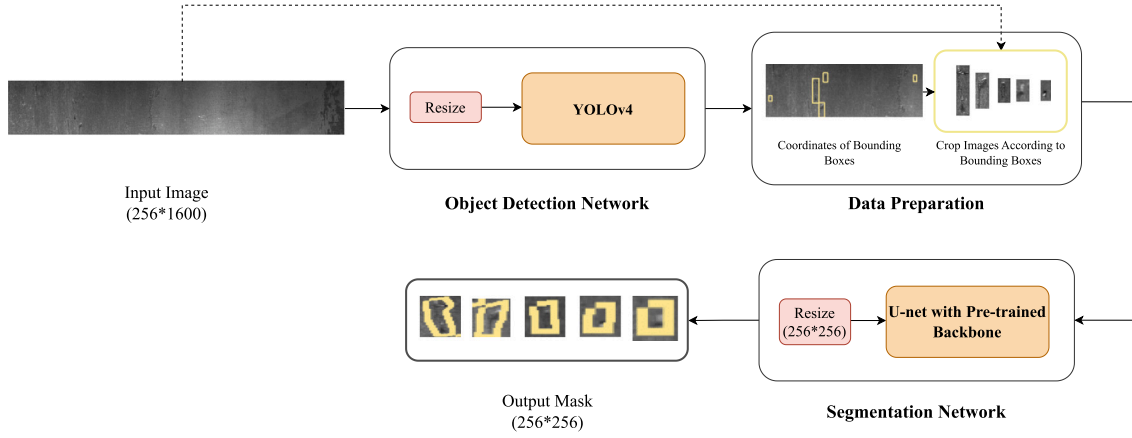 Resize
YOLOv4
Coordinates of Bounding
Boxes
Crop Images According to
Bounding Boxes
Input Image
(256*1600)
Object Detection Network
Data Preparation
Resize
(256*256)
U-net with Pre-trained
Backbone
Output Mask
(256*256)
Segmentation Network